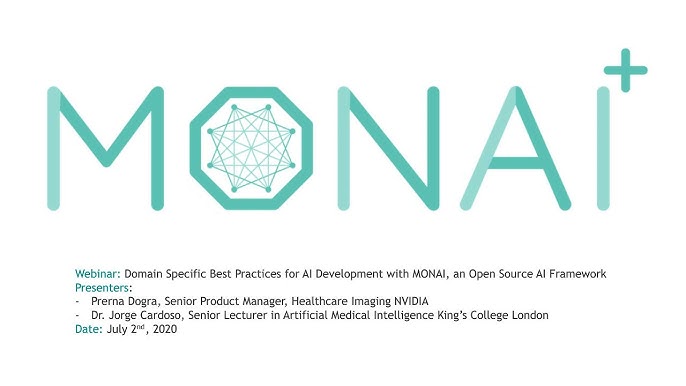 MONAI+
Webinar: Domain Specific Best Practices for AI Development with MONAI, an Open Source AI Framework
Presenters:
- Prerna Dogra, Senior Product Manager, Healthcare Imaging NVIDIA
- Dr. Jorge Cardoso, Senior Lecturer in Artificial Medical Intelligence King's College London
Date: July 2nd, 2020